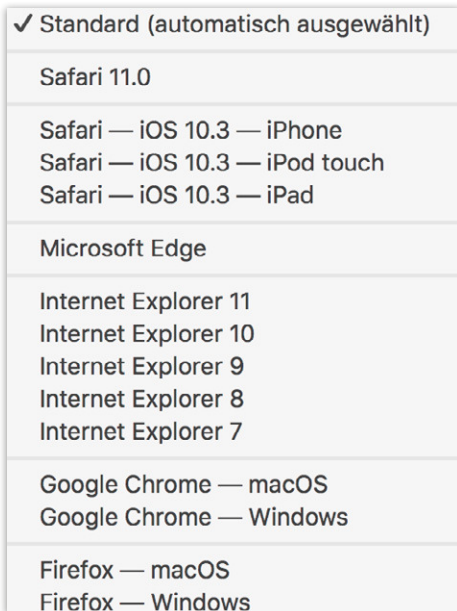 ✓ Standard (automatisch ausgewählt)
Safari 11.0
Safari — iOS 10.3 — iPhone
Safari — iOS 10.3 — iPod touch
Safari — iOS 10.3 — iPad
Microsoft Edge
Internet Explorer 11
Internet Explorer 10
Internet Explorer 9
Internet Explorer 8
Internet Explorer 7
Google Chrome — macOS
Google Chrome — Windows
Firefox — macOS
Firefox — Windows